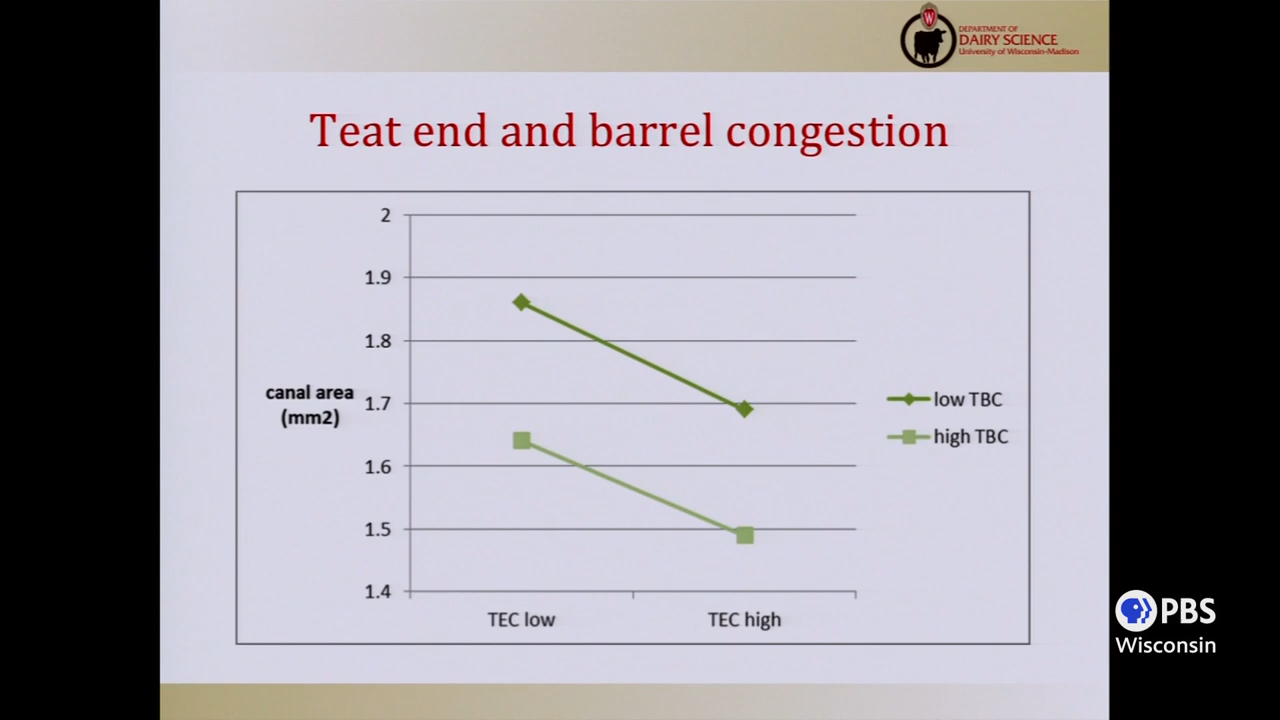 DEPARTMENT OF
DAIRY SCIENCE
University of Wisconsin-Madison
Teat end and barrel congestion
2
1.9
1.8
1.7
1.6
1.5
1.4
canal area
(mm2)
TEC low
TEC high
low TBC
high TBC
W
PBS
Wisconsin